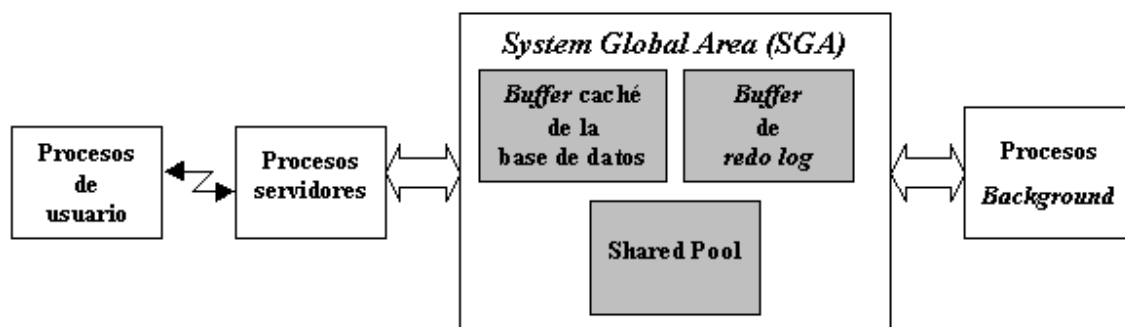 System Global Area (SGA)
Buffer caché
de la
base de datos
Buffer
de
redo log
Procesos
de
usuario
Procesos
servidores
Procesos
Background
Shared Pool